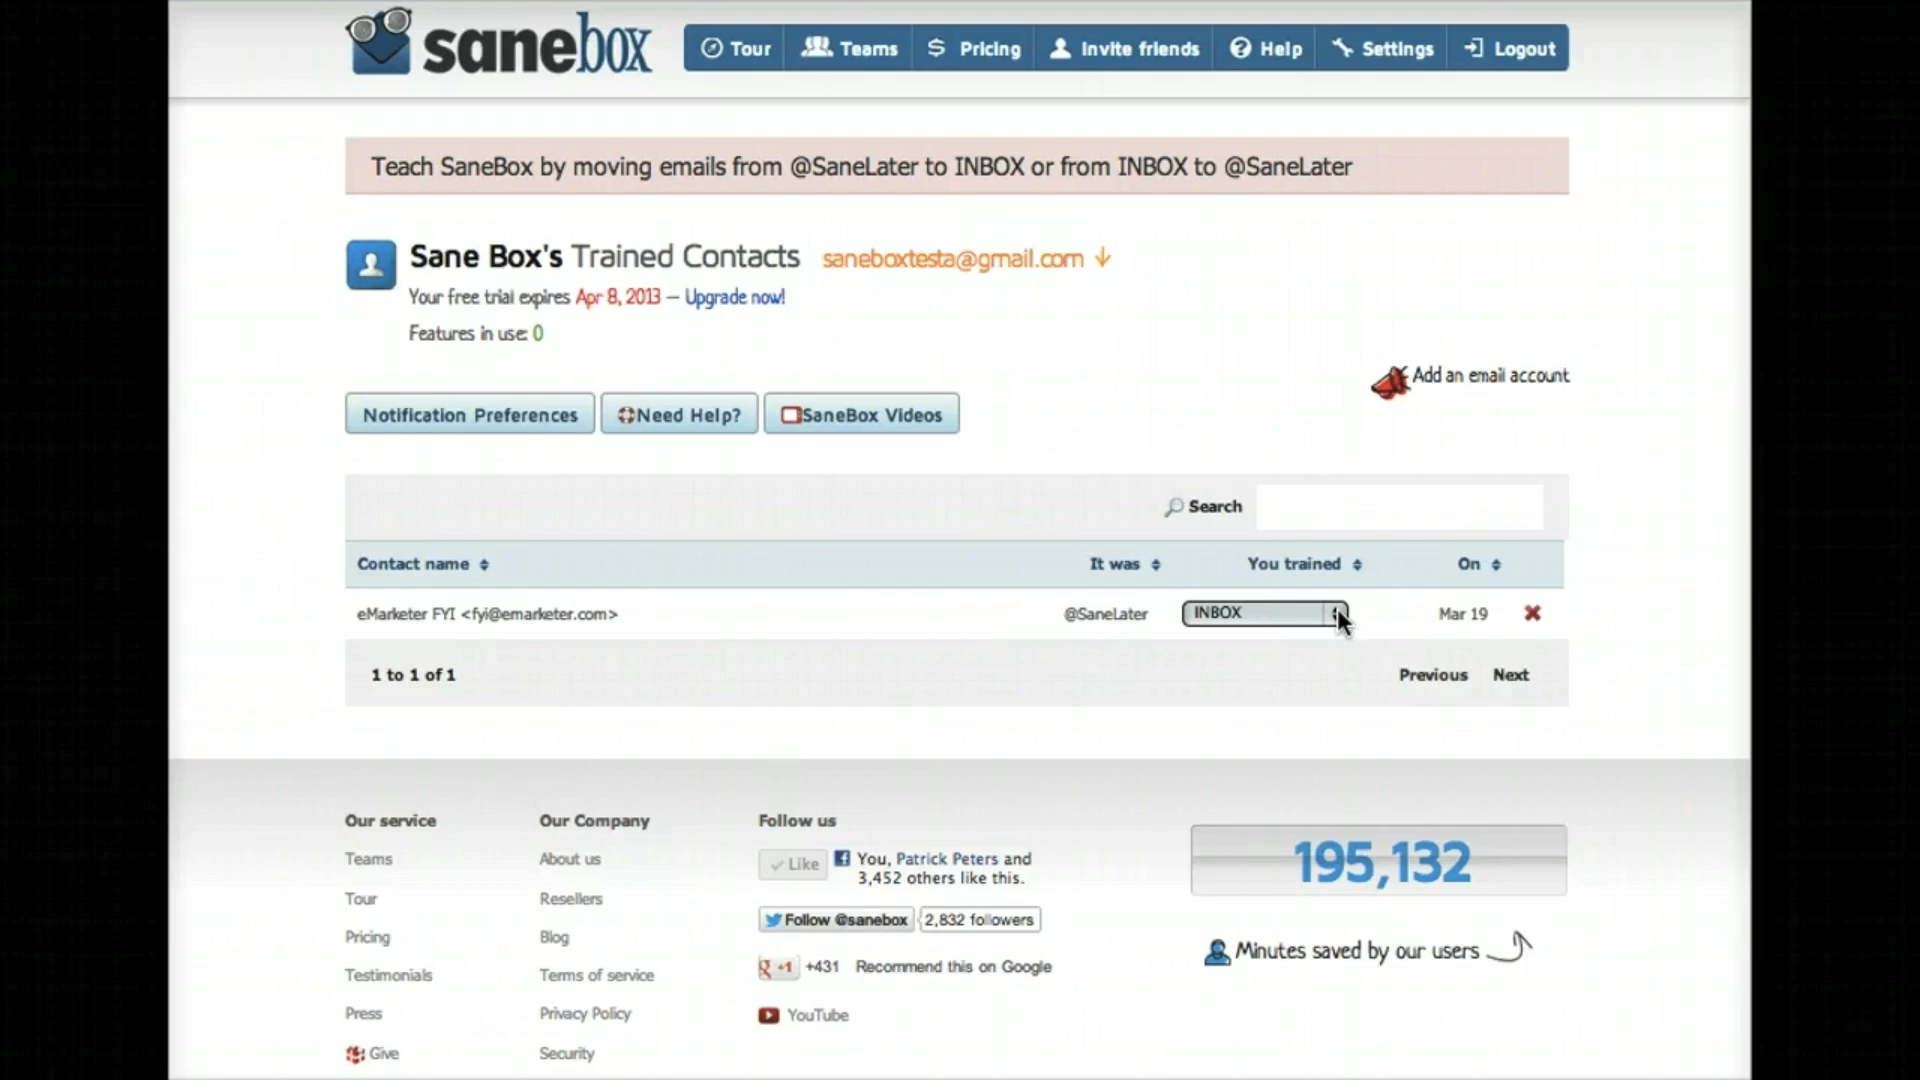 sanebox
Tour Teams Pricing Invite friends Help Settings Logout
Teach SaneBox by moving emails from @SaneLater to INBOX or from INBOX to @SaneLater
Sane Box's Trained Contacts saneboxtesta@gmail.com
Your free trial expires Apr 8, 2013 – Upgrade now!
Features in use: 0
Add an email account
Notification Preferences Need Help? SaneBox Videos
Search
Contact name It was You trained On
eMarketer FYI <fyi@emarketer.com> @SaneLater INBOX Mar 19
1 to 1 of 1 Previous Next
Our service
Teams
Tour
Pricing
Testimonials
Press
Give
Our Company
About us
Resellers
Blog
Terms of service
Privacy Policy
Security
Follow us
Like You, Patrick Peters and
3,452 others like this.
Follow @sanebox 2,832 followers
g +1 +431 Recommend this on Google
YouTube
195,132
Minutes saved by our users